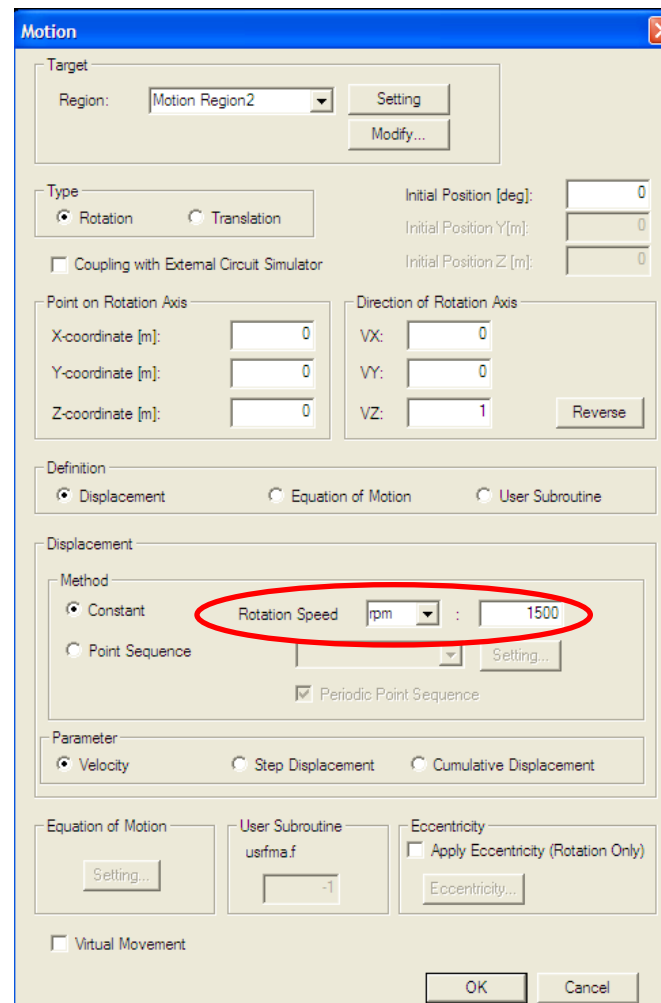 Motion
Target
Region: Motion Region2 Setting
Modify...
Type
Rotation Translation
Initial Position [deg]: 0
Initial Position Y[m]: 0
Initial Position Z [m]: 0
Coupling with External Circuit Simulator
Point on Rotation Axis
X-coordinate [m]: 0
Y-coordinate [m]: 0
Z-coordinate [m]: 0
Direction of Rotation Axis
VX: 0
VY: 0
VZ: 1 Reverse
Definition
Displacement Equation of Motion User Subroutine
Displacement
Method
Constant Rotation Speed rpm : 1500
Point Sequence Setting...
Periodic Point Sequence
Parameter
Velocity Step Displacement Cumulative Displacement
Equation of Motion
Setting...
User Subroutine
usrfma.f
-1
Eccentricity
Apply Eccentricity (Rotation Only)
Eccentricity...
Virtual Movement
OK Cancel